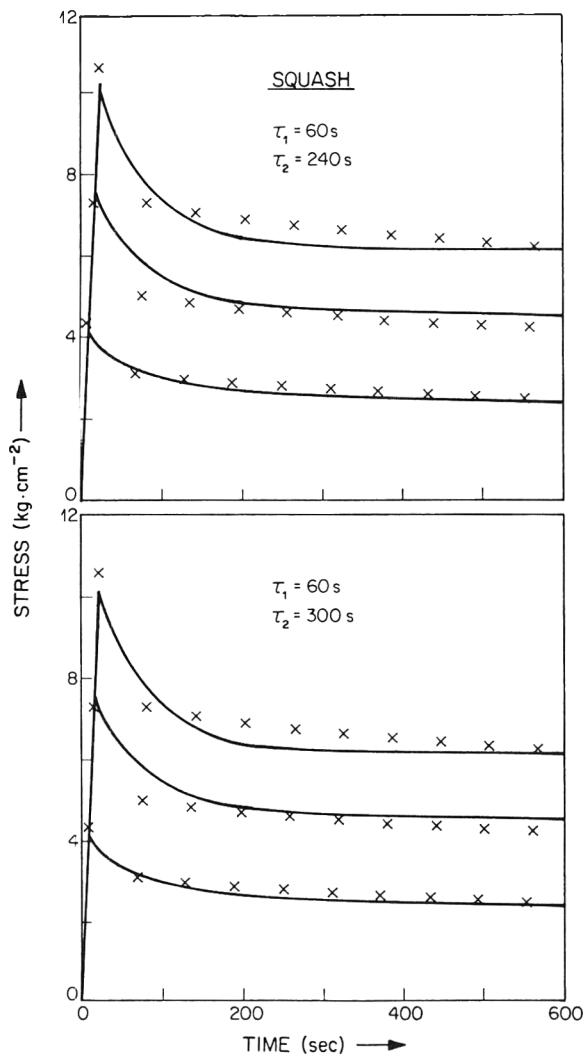 12
SQUASH
τ₁ = 60 s
τ₂ = 240 s
8
4
0
STRESS (kg·cm⁻²)
12
τ₁ = 60 s
τ₂ = 300 s
8
4
0
0 200 400 600
TIME (sec)